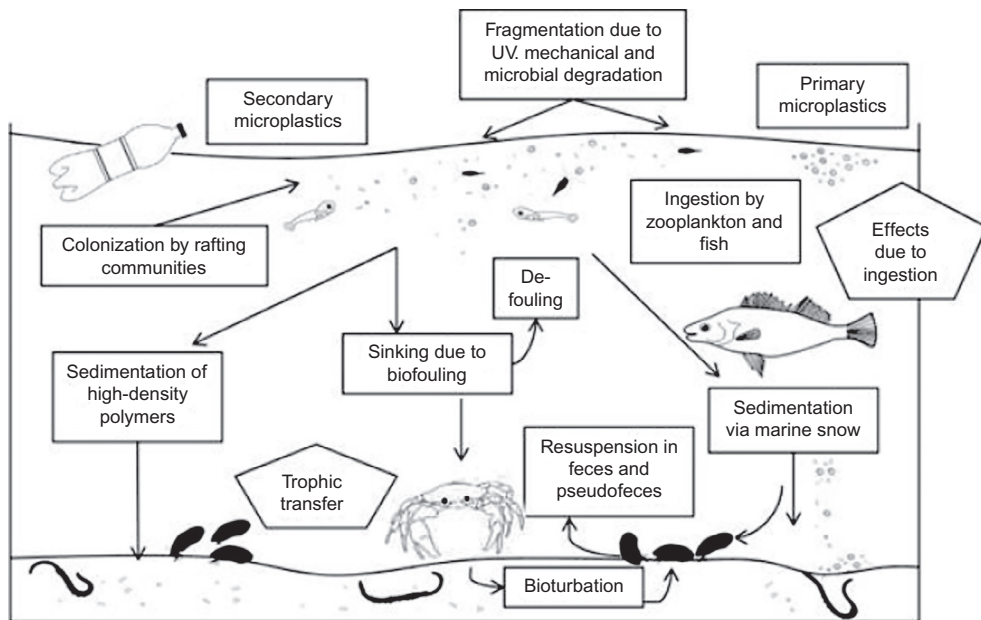 Fragmentation due to
UV. mechanical and
microbial degradation
Secondary
microplastics
Primary
microplastics
Colonization by rafting
communities
Ingestion by
zooplankton and
fish
Effects
due to
ingestion
De-
fouling
Sinking due to
biofouling
Sedimentation of
high-density
polymers
Sedimentation
via marine snow
Trophic
transfer
Resuspension in
feces and
pseudofeces
Bioturbation